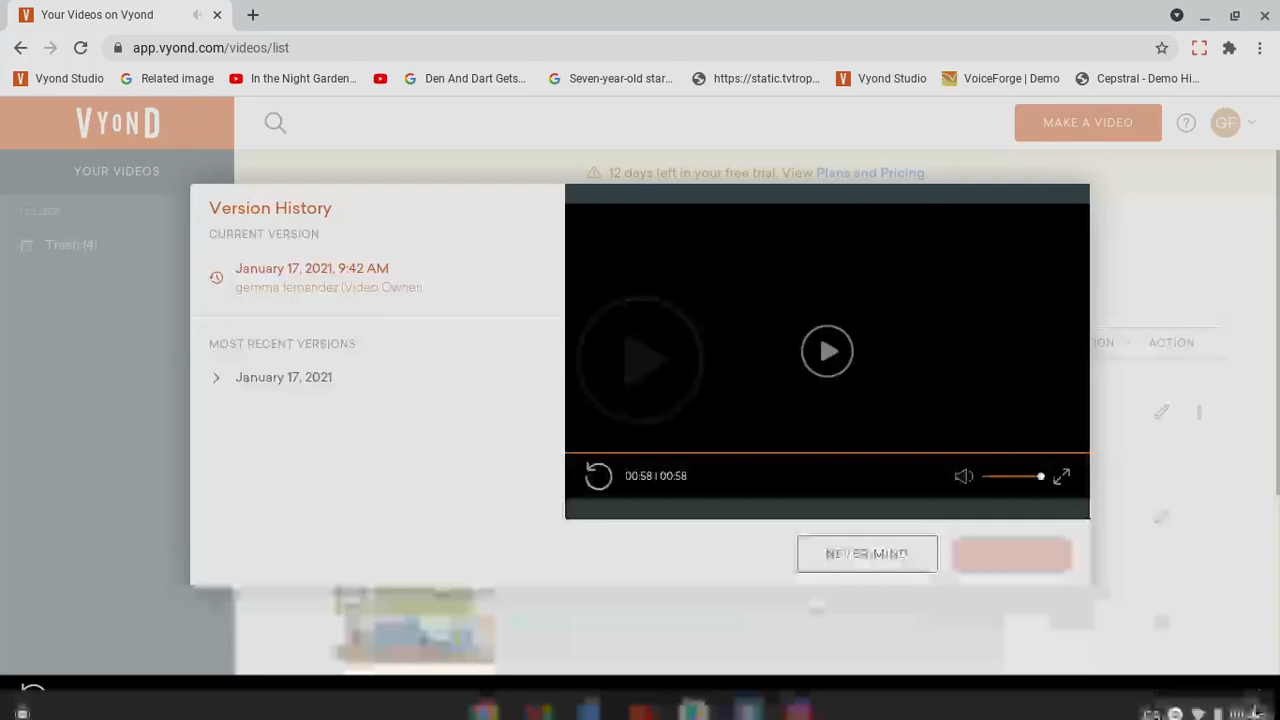 Your Videos on Vyond
app.vyond.com/videos/list
Vyond Studio
Related image
In the Night Garden...
Den And Dart Gets...
Seven-year-old star...
https://static.tvtrop...
Vyond Studio
VoiceForge | Demo
Cepstral - Demo Hi...
VYOND
MAKE A VIDEO
GF
YOUR VIDEOS
12 days left in your free trial. View Plans and Pricing.
Trash (4)
Version History
CURRENT VERSION
January 17, 2021, 9:42 AM
gemma fernandez (Video Owner)
MOST RECENT VERSIONS
January 17, 2021
ACTION
00:58 | 00:58
NEVER MIND